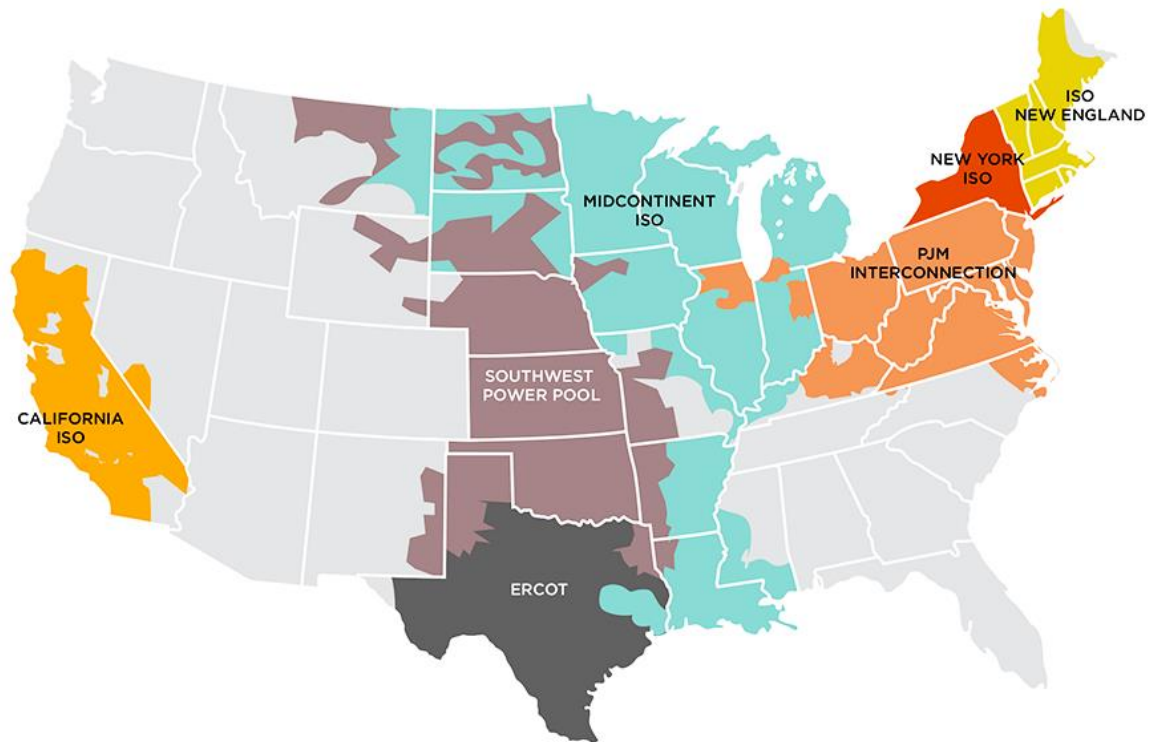 ISO
NEW ENGLAND
NEW YORK
ISO
MIDCONTINENT
ISO
PJM
INTERCONNECTION
SOUTHWEST
POWER POOL
CALIFORNIA
ISO
ERCOT